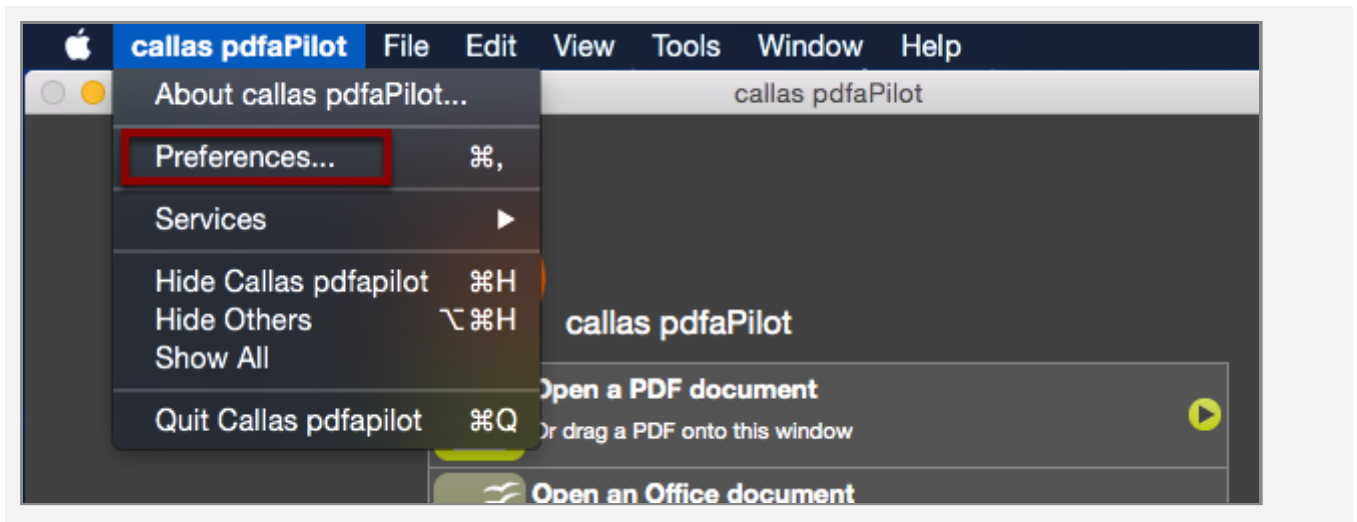 callas pdfaPilot File Edit View Tools Window Help
callas pdfaPilot
About callas pdfaPilot...
Preferences... ⌘,
Services ▶
Hide Callas pdfapilot ⌘H
Hide Others ⌥⌘H
Show All
Quit Callas pdfapilot ⌘Q
callas pdfaPilot
Open a PDF document
Or drag a PDF onto this window
Open an Office document